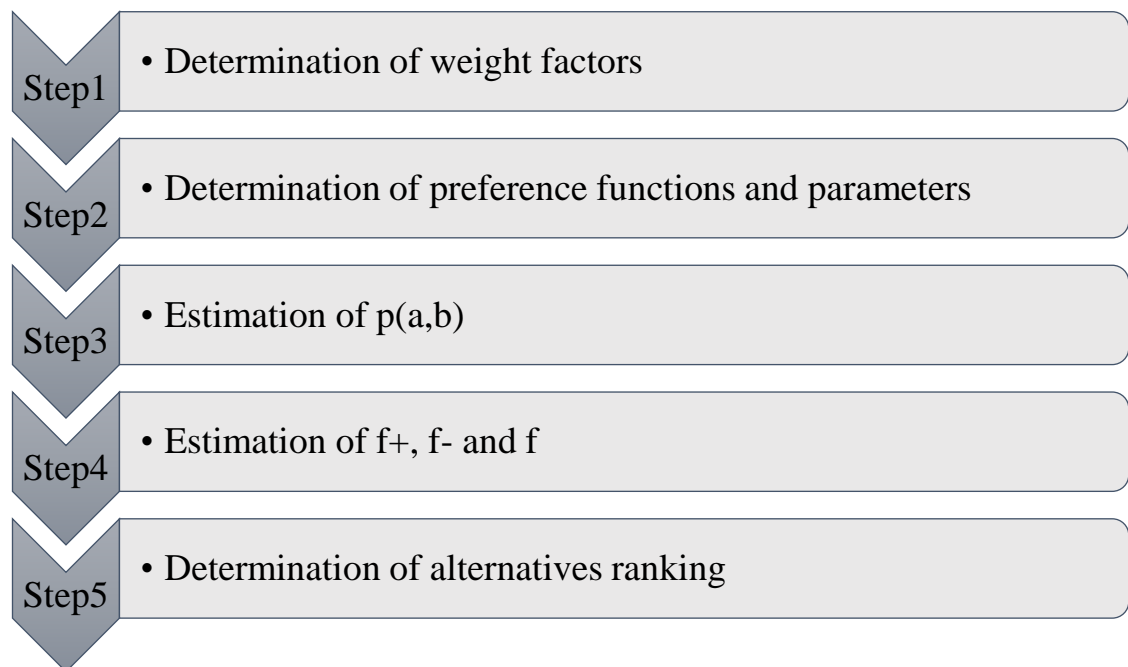 Step1
• Determination of weight factors
Step2
• Determination of preference functions and parameters
Step3
• Estimation of p(a,b)
Step4
• Estimation of f+, f- and f
Step5
• Determination of alternatives ranking